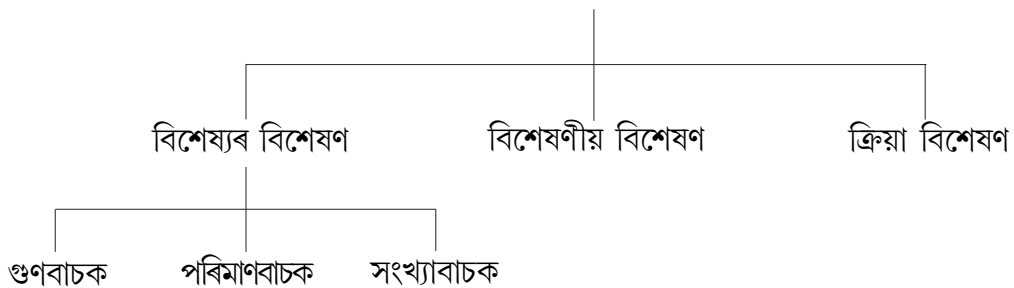 বিশেষ্যৰ বিশেষণ বিশেষণীয় বিশেষণ ক্ৰিয়া বিশেষণ
গুণবাচক পৰিমাণবাচক সংখ্যাবাচক